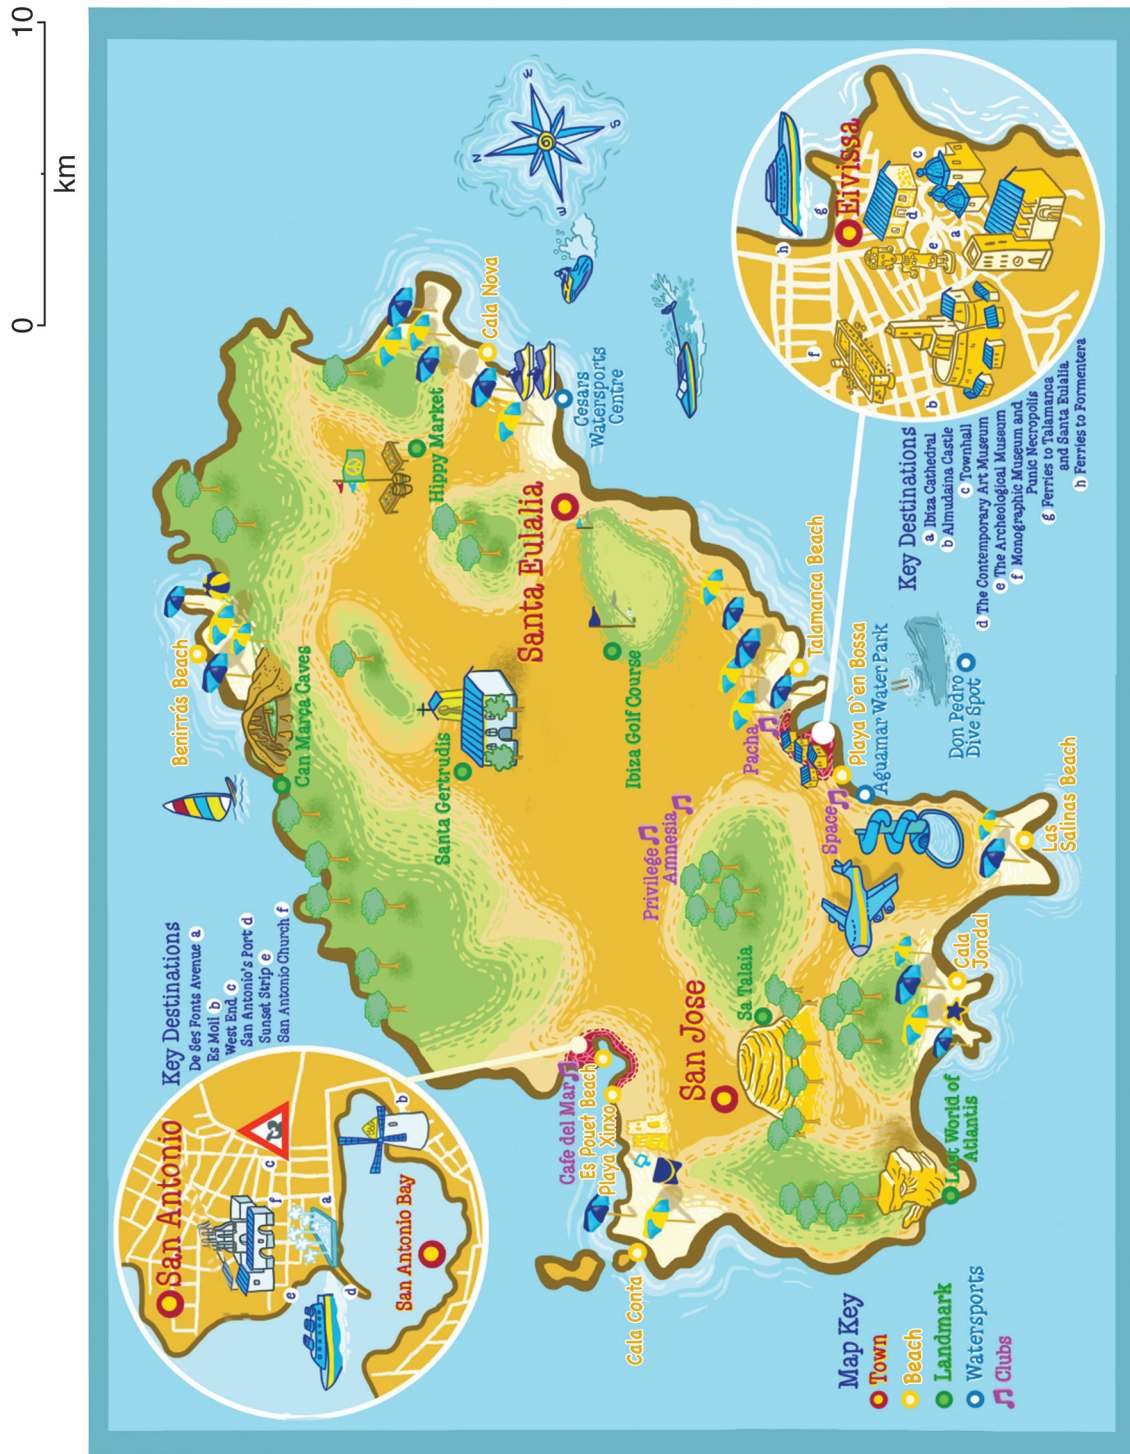 0
10
km
N
E
S
W
Benirrás Beach
Can Marca Caves
Hippy Market
Cala Nova
Cesars
Watersports
Centre
Santa Eulalia
Santa Gertrudis
Ibiza Golf Course
Talamanca Beach
Pacha
Playa D`en Bossa
Aguamar Water Park
Space
Don Pedro
Dive Spot
Privilege
Amnesia
Las
Salinas Beach
Sa Talaia
San Jose
Cala
Jondal
Lost World of
Atlantis
Cafe del Mar
Es Pouet Beach
Playa Xinxo
Cala Conta
San Antonio
San Antonio Bay
a
b
c
d
e
f
Key Destinations
De Ses Fonts Avenue a
Es Moli b
West End c
San Antonio's Port d
Sunset Strip e
San Antonio Church f
Eivissa
a
b
c
d
e
f
g
h
Key Destinations
a Ibiza Cathedral
b Almudaina Castle
c Townhall
d The Contemporary Art Museum
e The Archeological Museum
f Monographic Museum and
Punic Necropolis
g Ferries to Talamanca
and Santa Eulalia
h Ferries to Formentera
Map Key
Town
Beach
Landmark
Watersports
Clubs